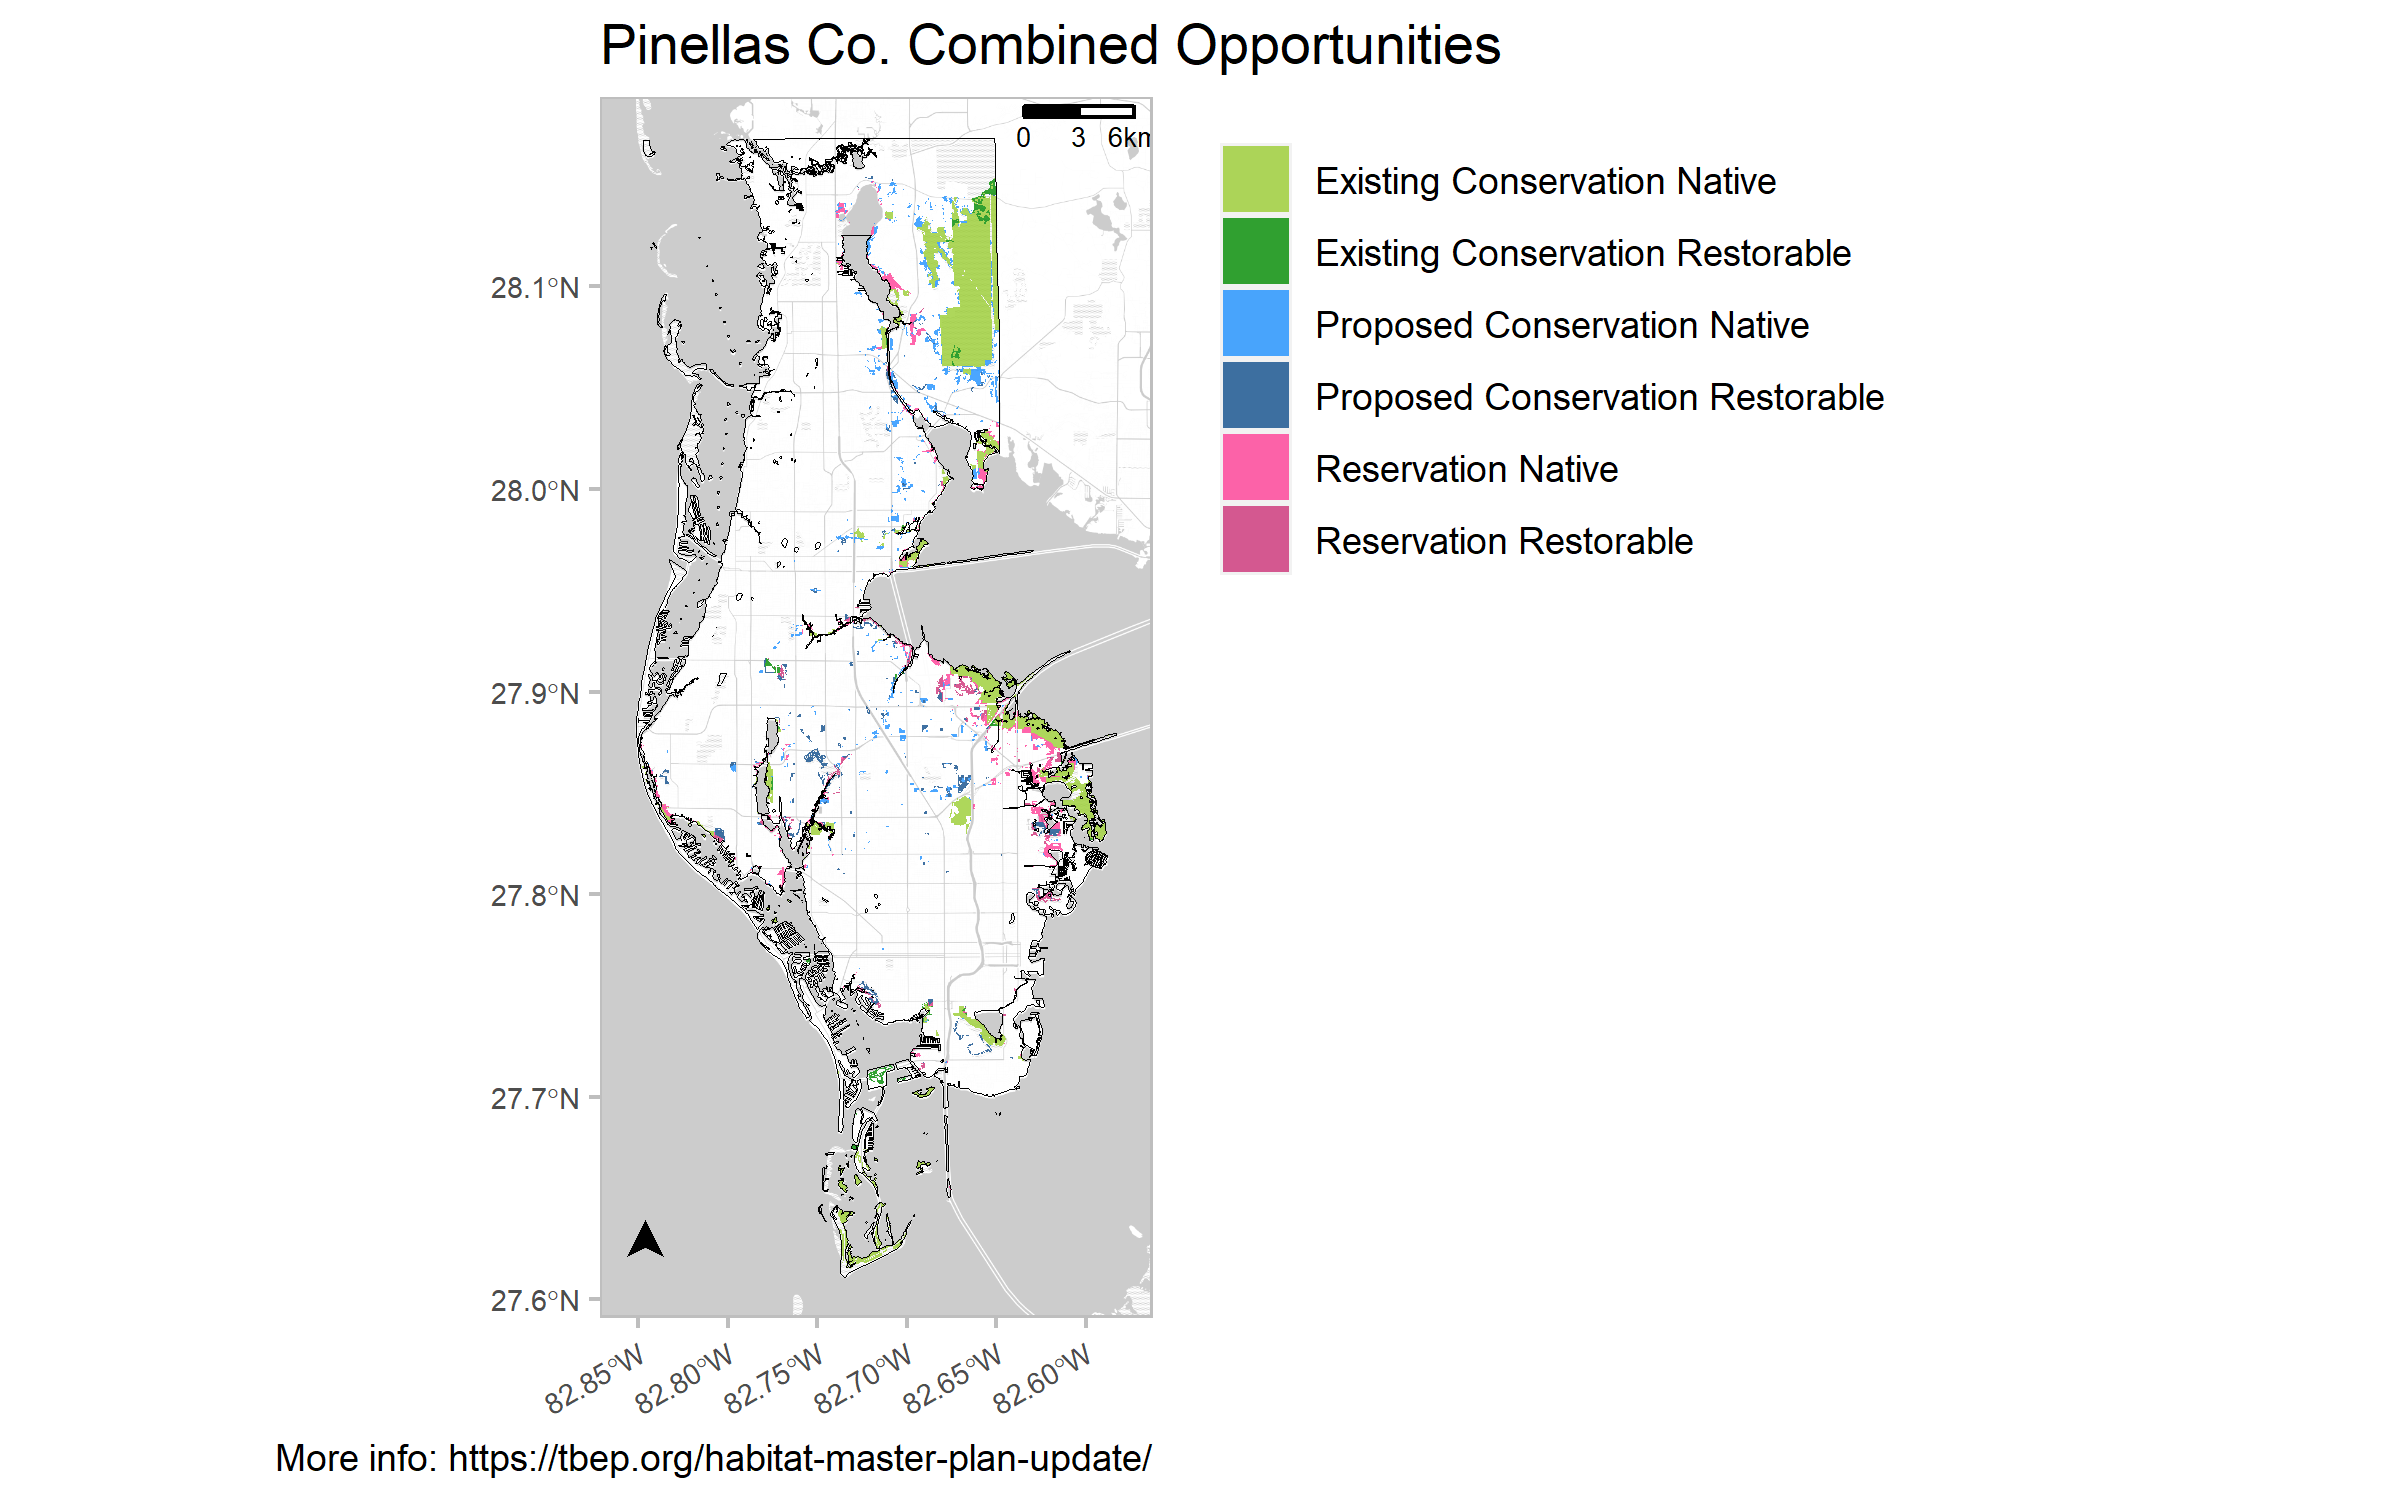 Pinellas Co. Combined Opportunities
0 3 6km
Existing Conservation Native
Existing Conservation Restorable
Proposed Conservation Native
Proposed Conservation Restorable
Reservation Native
Reservation Restorable
28.1°N
28.0°N
27.9°N
27.8°N
27.7°N
27.6°N
82.85°W 82.80°W 82.75°W 82.70°W 82.65°W 82.60°W
More info: https://tbep.org/habitat-master-plan-update/